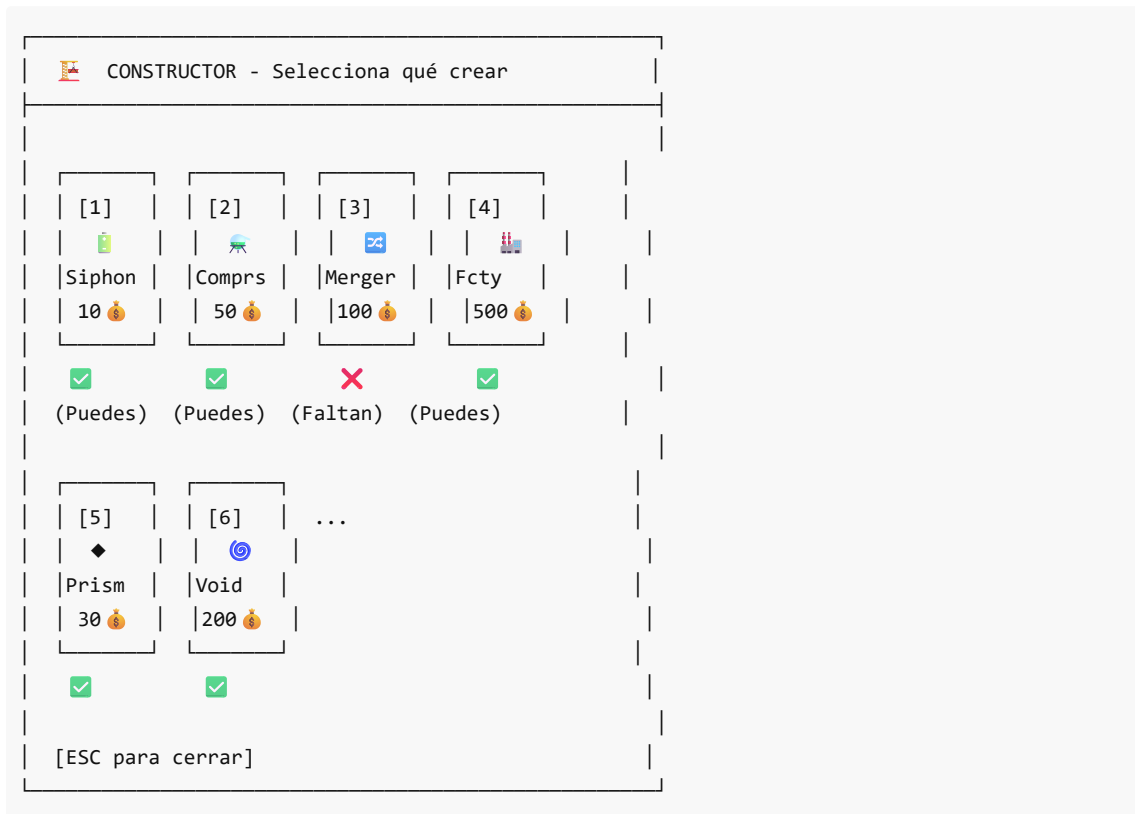 🏗️ CONSTRUCTOR - Selecciona qué crear
[1] [2] [3] [4]
🔋 ⚗️ 🔀 🏭
Siphon Comprs Merger Fcty
10💰 50💰 100💰 500💰
✅ ✅ ❌ ✅
(Puedes) (Puedes) (Faltan) (Puedes)
[5] [6] ...
◆ 🌀
Prism Void
30💰 200💰
✅ ✅
[ESC para cerrar]